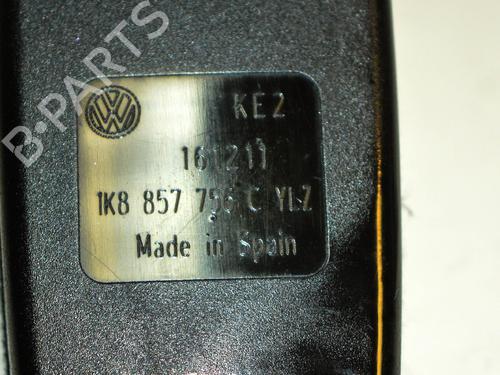 B-PARTS
KEZ
161211
1K8 857 756 C YLZ
Made in Spain